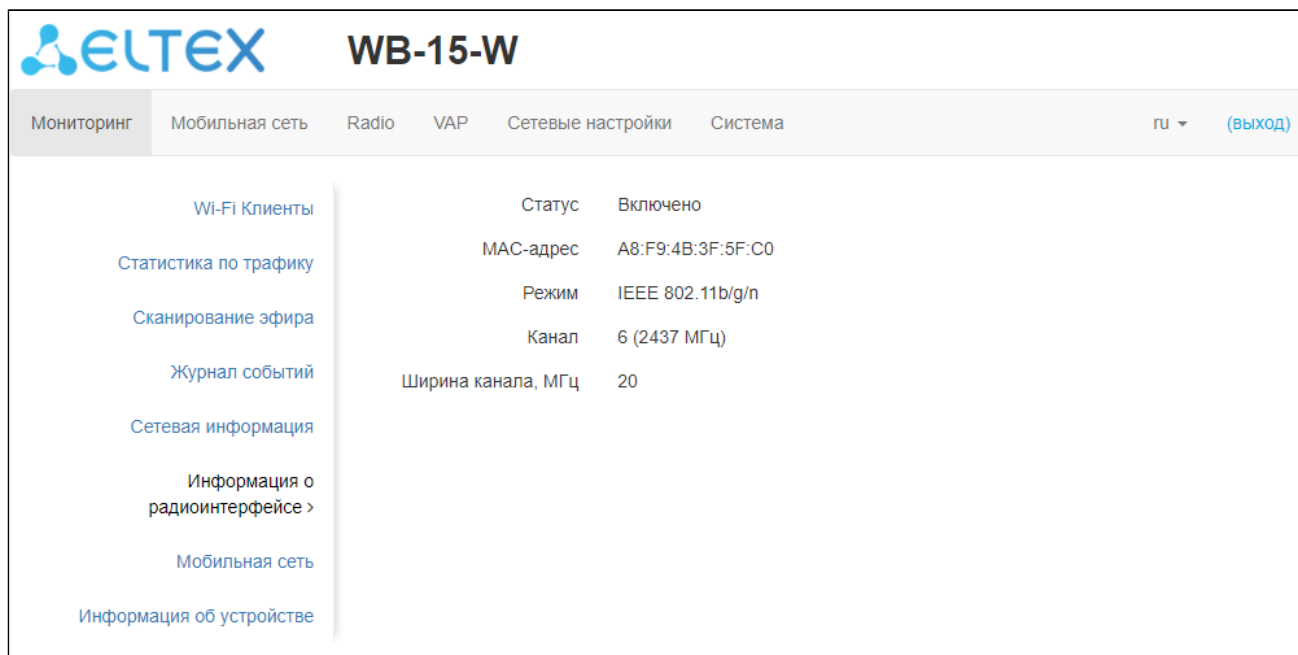 ELTEX WB-15-W
Мониторинг Мобильная сеть Radio VAP Сетевые настройки Система ru (выход)
Wi-Fi Клиенты
Статистика по трафику
Сканирование эфира
Журнал событий
Сетевая информация
Информация о
радиоинтерфейсе >
Мобильная сеть
Информация об устройстве
Статус Включено
MAC-адрес A8:F9:4B:3F:5F:C0
Режим IEEE 802.11b/g/n
Канал 6 (2437 МГц)
Ширина канала, МГц 20